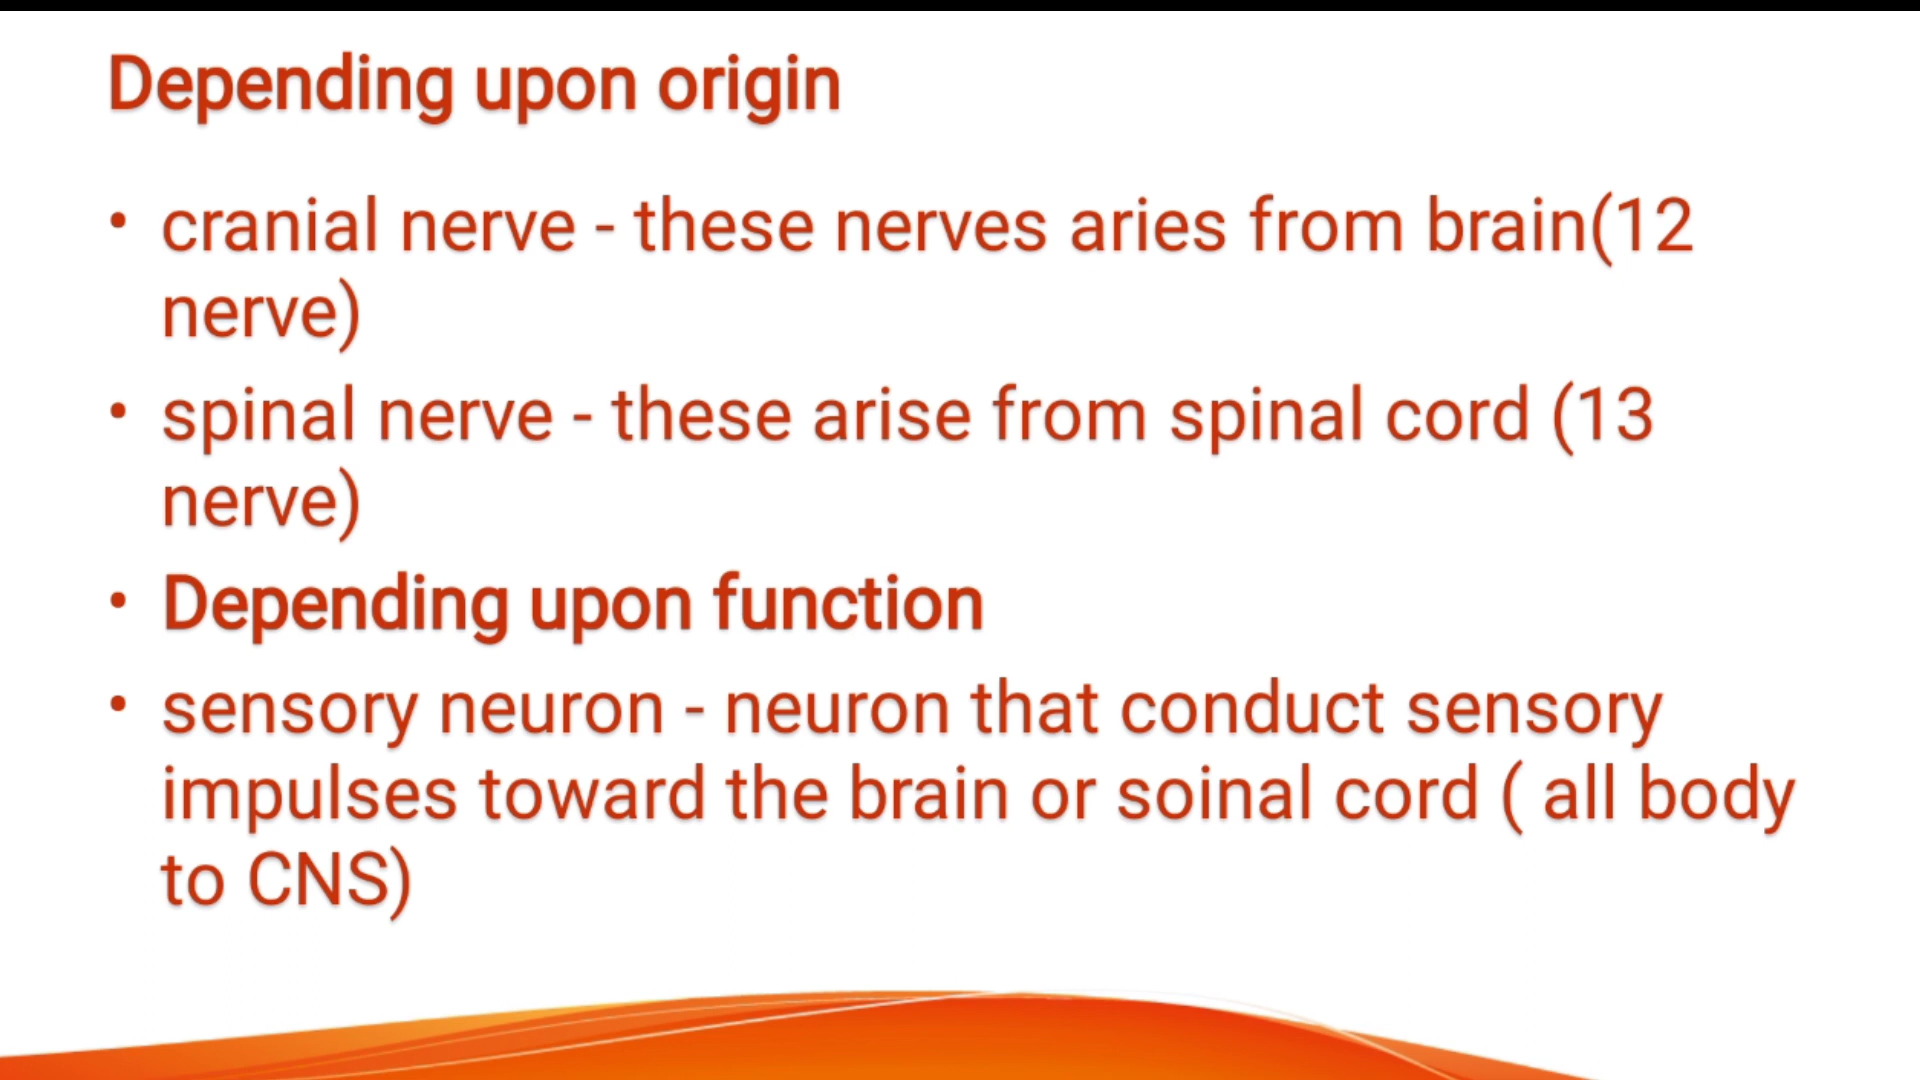 Depending upon origin
• cranial nerve - these nerves aries from brain(12
nerve)
• spinal nerve - these arise from spinal cord (13
nerve)
• Depending upon function
• sensory neuron - neuron that conduct sensory
impulses toward the brain or soinal cord ( all body
to CNS)